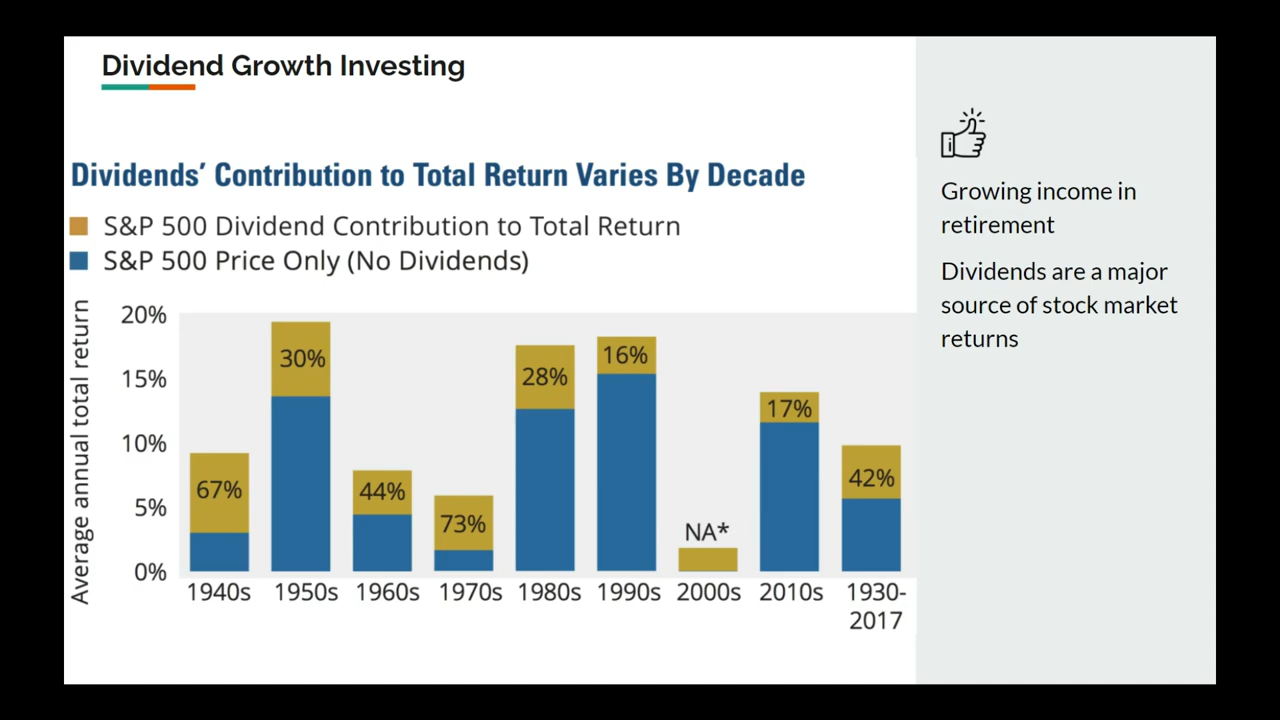 Dividend Growth Investing
Dividends' Contribution to Total Return Varies By Decade
S&P 500 Dividend Contribution to Total Return
S&P 500 Price Only (No Dividends)
Average annual total return
20%
15%
10%
5%
0%
67%
30%
44%
73%
28%
16%
NA*
17%
42%
1940s
1950s
1960s
1970s
1980s
1990s
2000s
2010s
1930-
2017
Growing income in
retirement
Dividends are a major
source of stock market
returns